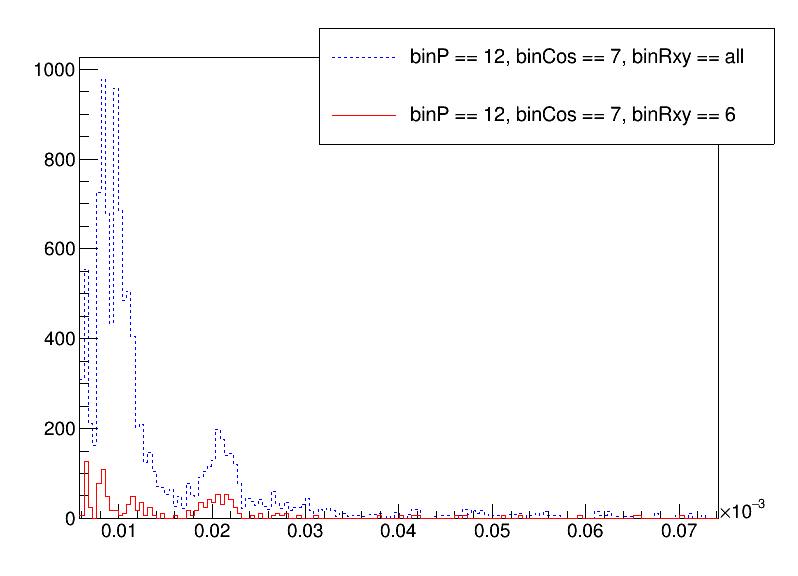 binP == 12, binCos == 7, binRxy == all
binP == 12, binCos == 7, binRxy == 6
1000
800
600
400
200
0
0.01 0.02 0.03 0.04 0.05 0.06 0.07
×10⁻³